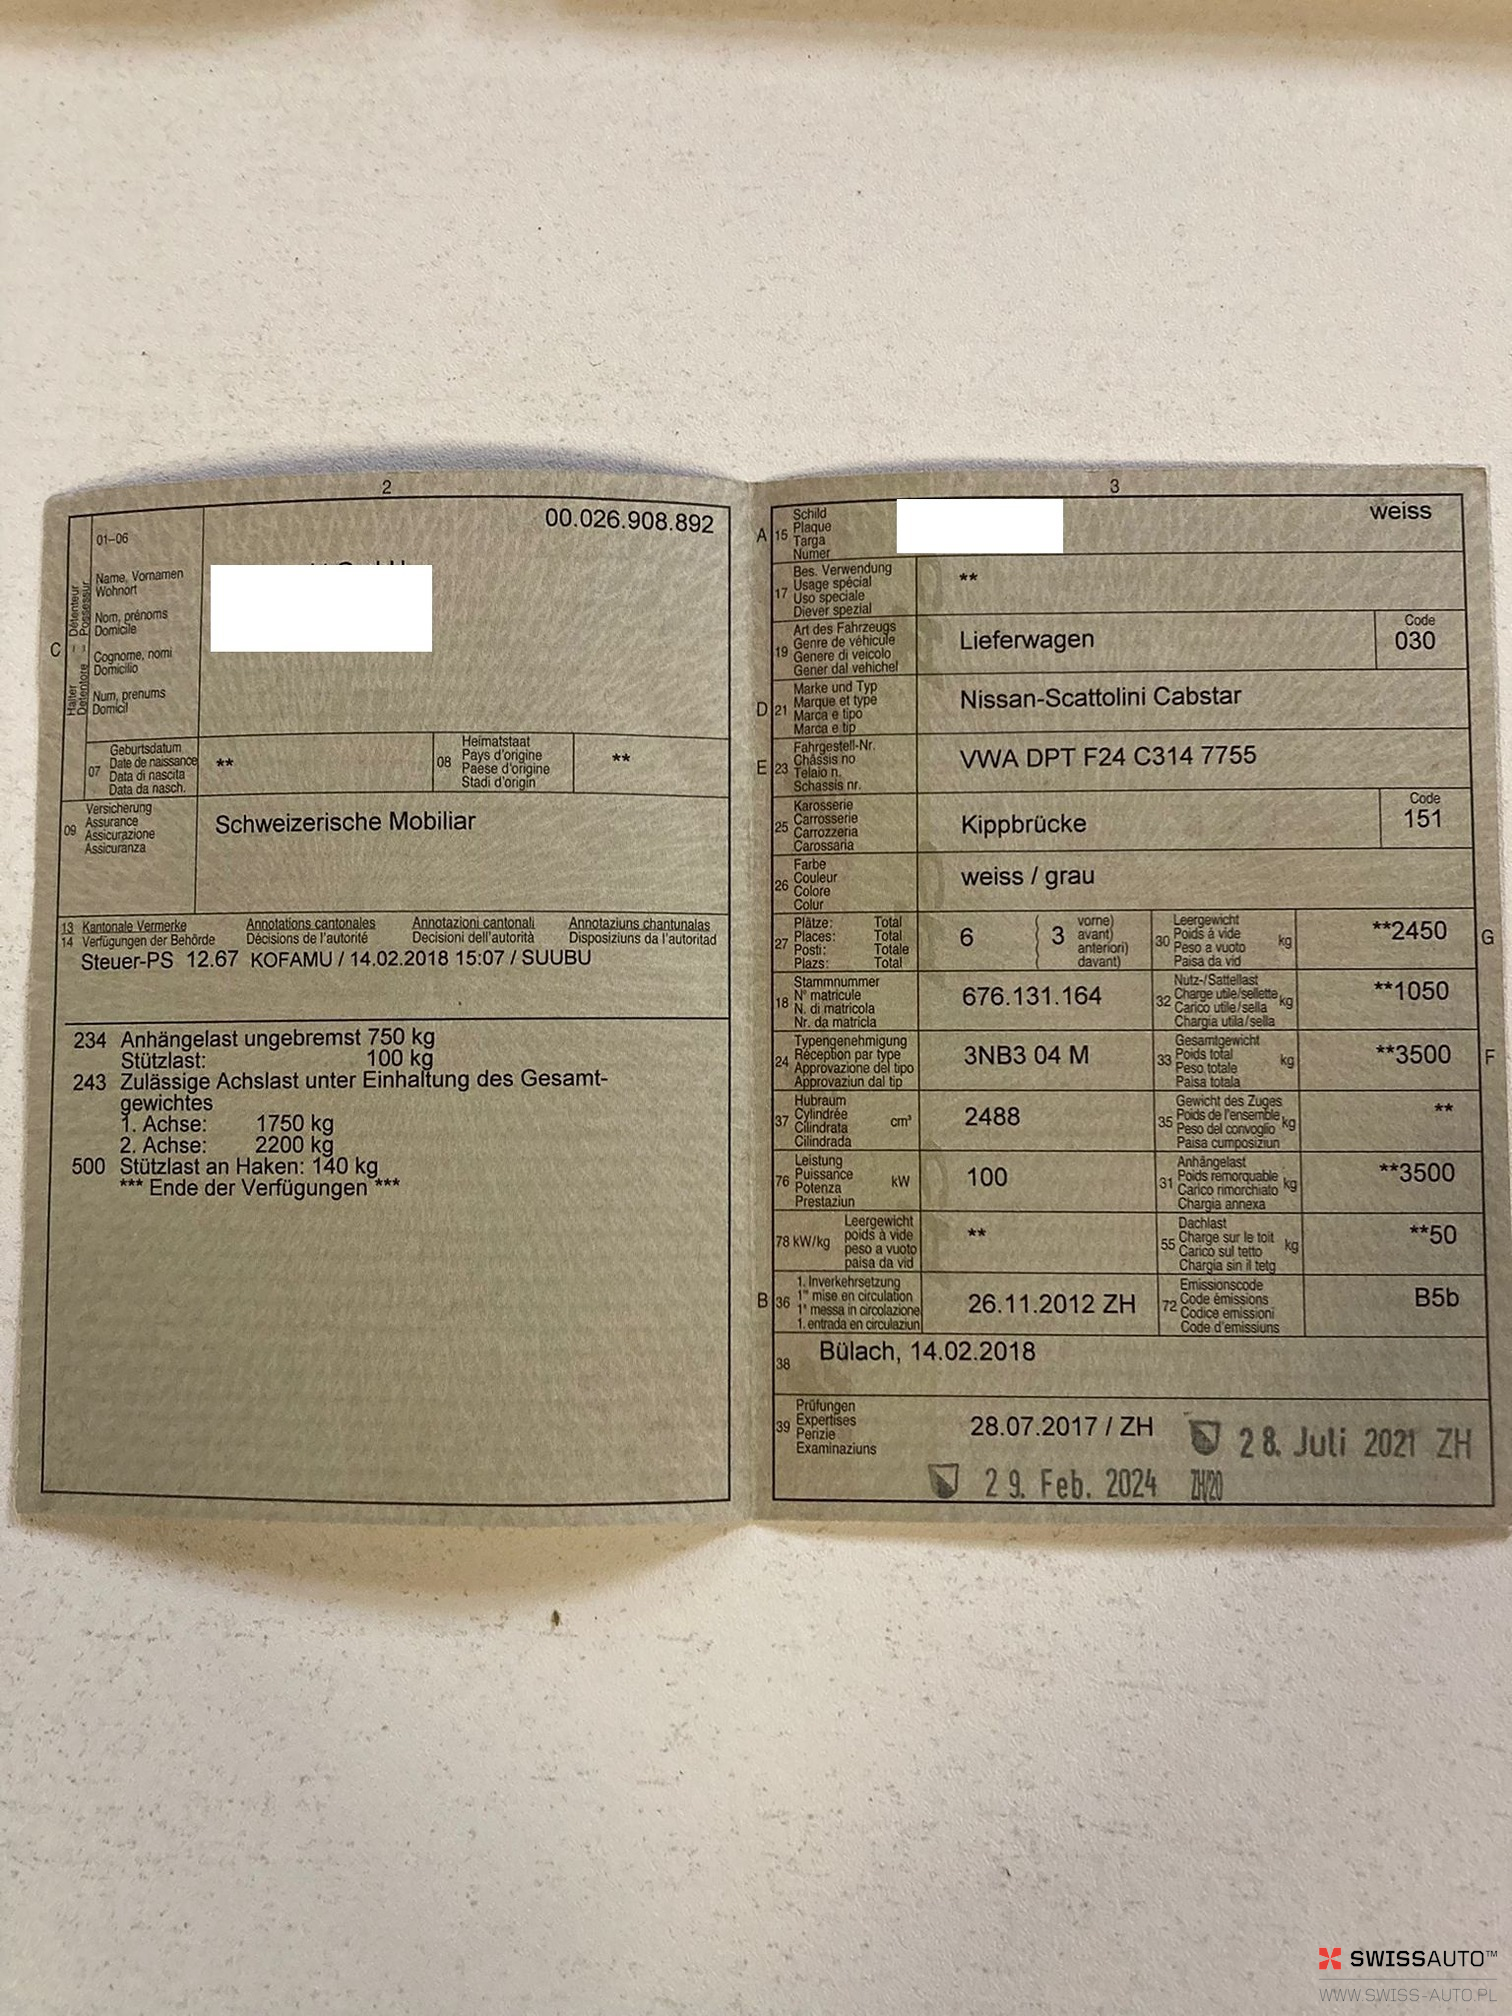 2
00.026.908.892
01–06
Détenteur
Possessur
Halter
Detentore
C
Name, Vornamen
Wohnort
Nom, prénoms
Domicile
Cognome, nomi
Domicilio
Num, prenums
Domicil
07
Geburtsdatum
Date de naissance
Data di nascita
Data da nasch.
**
08
Heimatstaat
Pays d'origine
Paese d'origine
Stadi d'origin
**
09
Versicherung
Assurance
Assicurazione
Assicuranza
Schweizerische Mobiliar
13 Kantonale Vermerke Annotations cantonales Annotazioni cantonali Annotaziuns chantunalas
14 Verfügungen der Behörde Décisions de l'autorité Decisioni dell'autorità Disposiziuns da l'autoritad
Steuer-PS 12.67 KOFAMU / 14.02.2018 15:07 / SUUBU
234 Anhängelast ungebremst 750 kg
Stützlast: 100 kg
243 Zulässige Achslast unter Einhaltung des Gesamt-
gewichtes
1. Achse: 1750 kg
2. Achse: 2200 kg
500 Stützlast an Haken: 140 kg
*** Ende der Verfügungen ***
3
A 15
Schild
Plaque
Targa
Numer
weiss
17
Bes. Verwendung
Usage spécial
Uso speciale
Diever spezial
**
19
Art des Fahrzeugs
Genre de véhicule
Genere di veicolo
Gener dal vehichel
Lieferwagen
Code
030
D 21
Marke und Typ
Marque et type
Marca e tipo
Marca e tip
Nissan-Scattolini Cabstar
E 23
Fahrgestell-Nr.
Châssis no
Telaio n.
Schassis nr.
VWA DPT F24 C314 7755
25
Karosserie
Carrosserie
Carrozzeria
Carossaria
Kippbrücke
Code
151
26
Farbe
Couleur
Colore
Colur
weiss / grau
27
Plätze: Total
Places: Total
Posti: Totale
Plazs: Total
6
3
vorne)
avant)
anteriori)
davant)
30
Leergewicht
Poids à vide
Peso a vuoto
Paisa da vid
kg
**2450
G
18
Stammnummer
N° matricule
N. di matricola
Nr. da matricla
676.131.164
32
Nutz-/Sattellast
Charge utile/sellette
Carico utile/sella
Chargia utila/sella
kg
**1050
24
Typengenehmigung
Réception par type
Approvazione del tipo
Approvaziun dal tip
3NB3 04 M
33
Gesamtgewicht
Poids total
Peso totale
Paisa totala
kg
**3500
F
37
Hubraum
Cylindrée
Cilindrata
Cilindrada
cm³
2488
35
Gewicht des Zuges
Poids de l'ensemble
Peso del convoglio
Paisa cumposiziun
kg
**
76
Leistung
Puissance
Potenza
Prestaziun
kW
100
31
Anhängelast
Poids remorquable
Carico rimorchiato
Chargia annexa
kg
**3500
78 kW/kg
Leergewicht
poids à vide
peso a vuoto
paisa da vid
**
55
Dachlast
Charge sur le toit
Carico sul tetto
Chargia sin il tetg
kg
**50
B 36
1. Inverkehrsetzung
1re mise en circulation
1a messa in circolazione
1. entrada en circulaziun
26.11.2012 ZH
72
Emissionscode
Code émissions
Codice emissioni
Code d'emissiuns
B5b
38
Bülach, 14.02.2018
39
Prüfungen
Expertises
Perizie
Examinaziuns
28.07.2017 / ZH
28. Juli 2021 ZH
29. Feb. 2024 ZH/20
SWISSAUTO™
WWW.SWISS-AUTO.PL